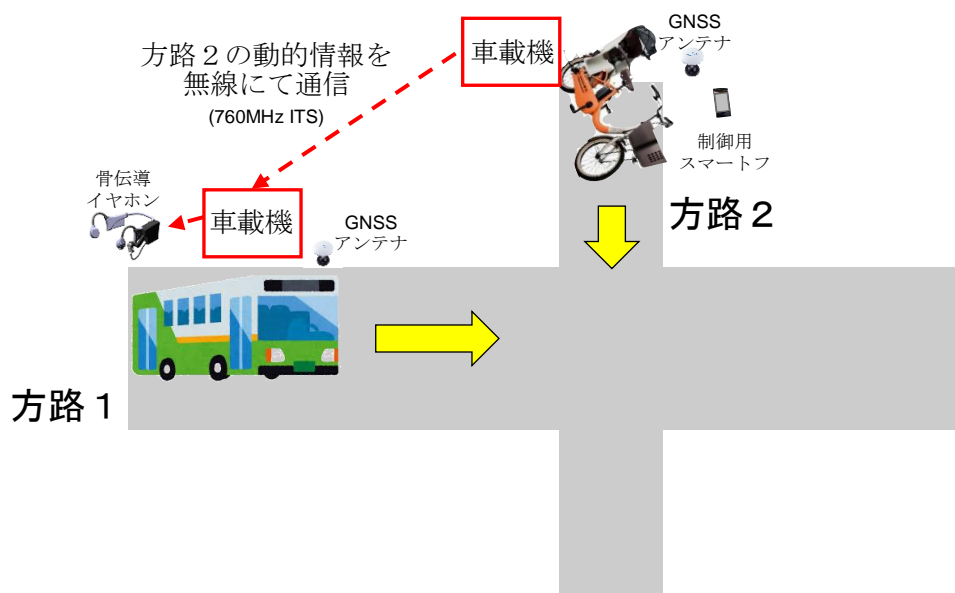 方路２の動的情報を
無線にて通信
(760MHz ITS)
車載機
GNSS
アンテナ
制御用
スマートフ
方路２
骨伝導
イヤホン
車載機
GNSS
アンテナ
方路１